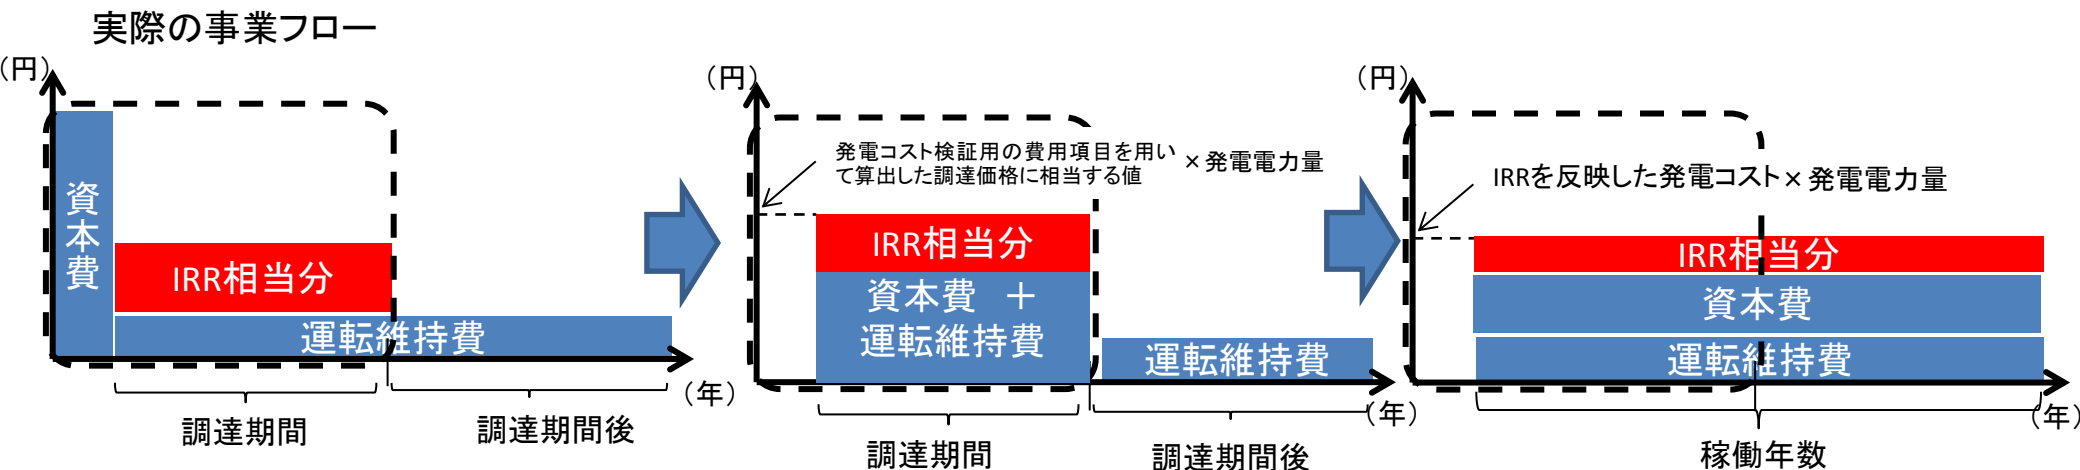 実際の事業フロー
（円）
資本費
IRR相当分
運転維持費
（年）
調達期間
調達期間後
（円）
発電コスト検証用の費用項目を用い
て算出した調達価格に相当する値
×発電電力量
IRR相当分
資本費　＋
運転維持費
運転維持費
（年）
調達期間
調達期間後
（円）
IRRを反映した発電コスト×発電電力量
IRR相当分
資本費
運転維持費
（年）
稼働年数